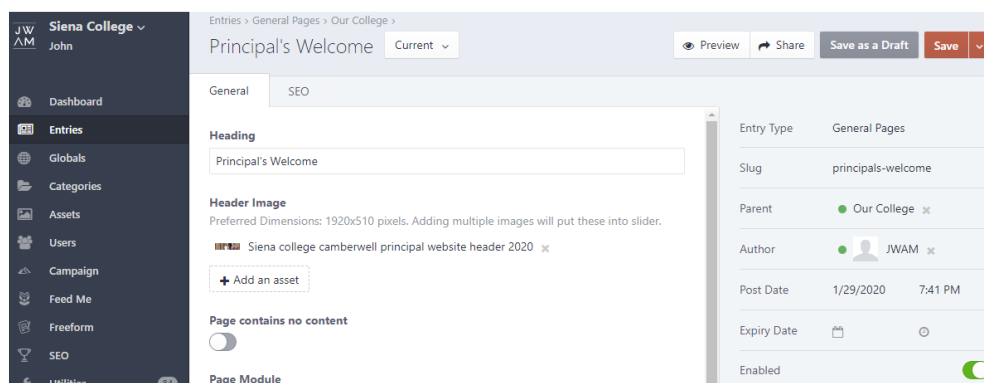 JW
AM
Siena College
John
Dashboard
Entries
Globals
Categories
Assets
Users
Campaign
Feed Me
Freeform
SEO
Utilities
Entries › General Pages › Our College ›
Principal's Welcome Current
Preview Share Save as a Draft Save
General SEO
Heading
Principal's Welcome
Header Image
Preferred Dimensions: 1920x510 pixels. Adding multiple images will put these into slider.
Siena college camberwell principal website header 2020 ×
+ Add an asset
Page contains no content
Page Module
Entry Type General Pages
Slug principals-welcome
Parent Our College ×
Author JWAM ×
Post Date 1/29/2020 7:41 PM
Expiry Date
Enabled